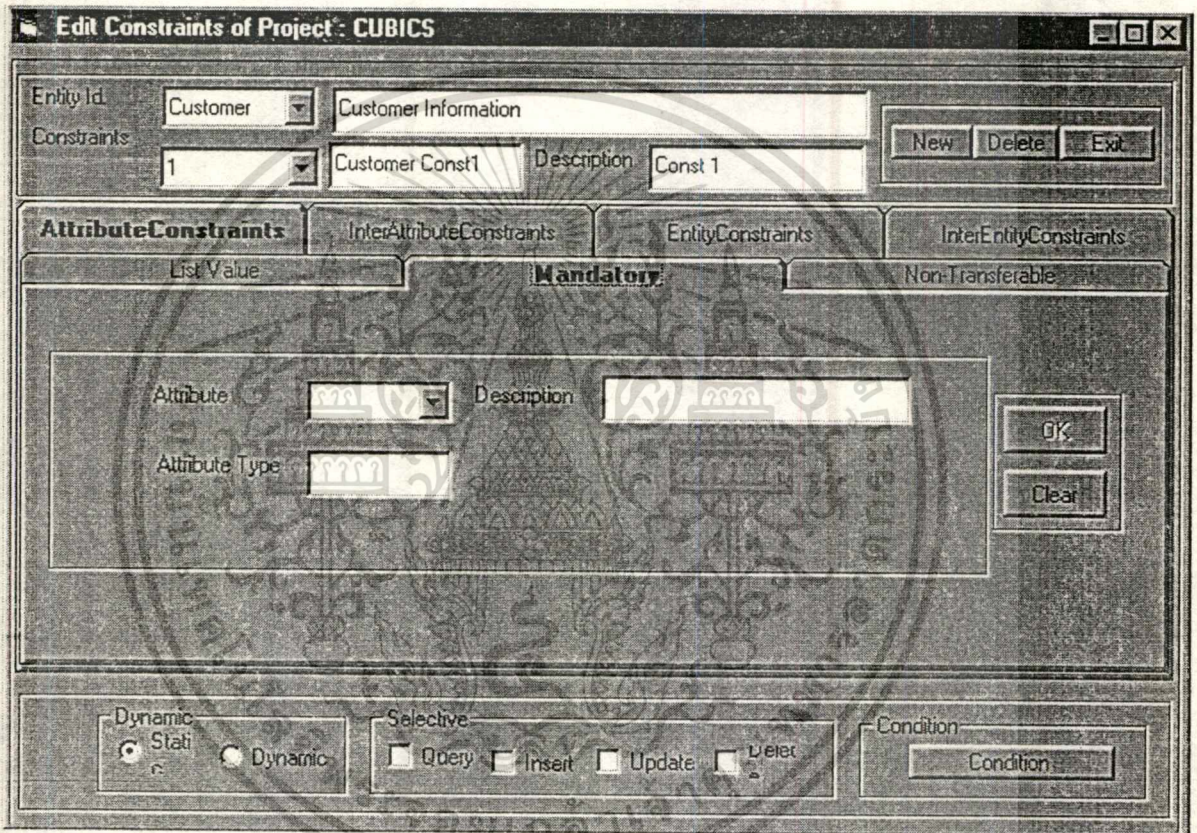 Edit Constraints of Project : CUBICS
Entity Id. Customer Customer Information
Constraints 1 Customer Const1 Description Const 1
New Delete Exit
AttributeConstraints InterAttributeConstraints EntityConstraints InterEntityConstraints
List Value Mandatory Non-Transferable
Attribute Description
Attribute Type
OK
Clear
Dynamic Selective Condition
Stati
c Dynamic Query Insert Update Delet
Condition